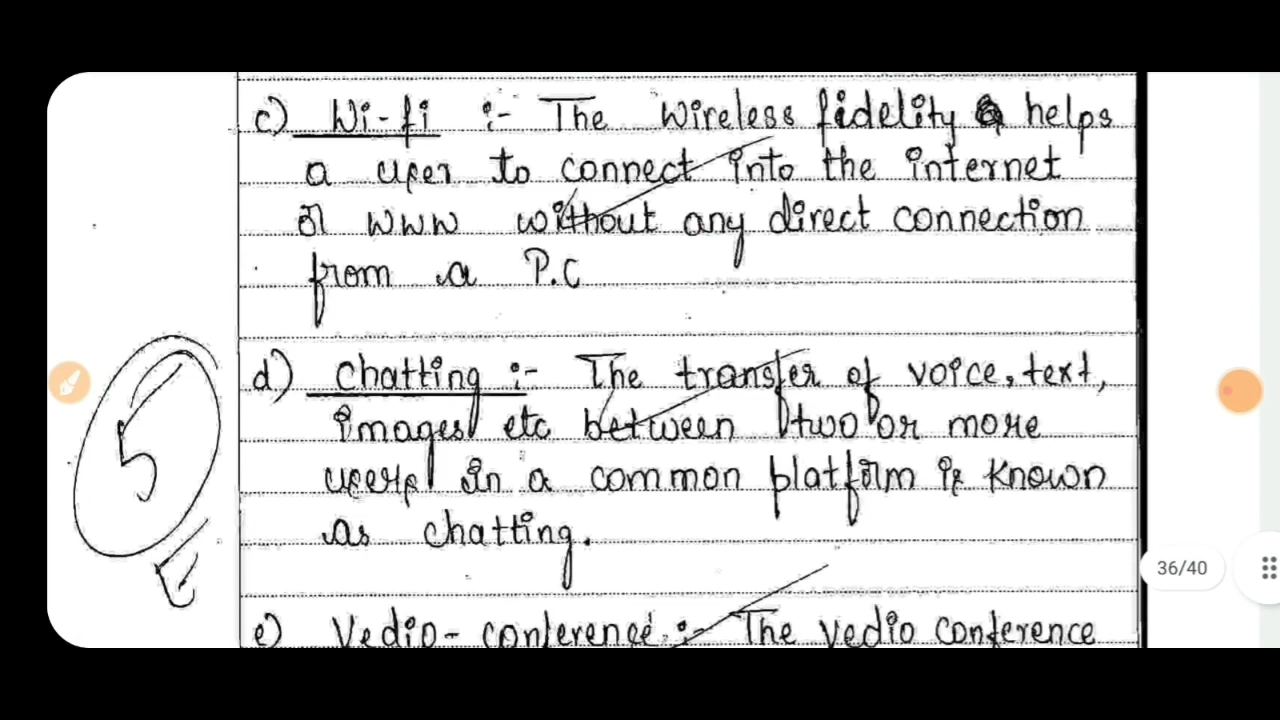 c) Wi-fi :- The Wireless fidelity helps
a user to connect into the internet
or www without any direct connection
from a P.C
d) Chatting :- The transfer of voice, text,
images etc between two or more
users in a common platform is known
as chatting.
5
36/40
e) Vedio-conference :- The vedio conference